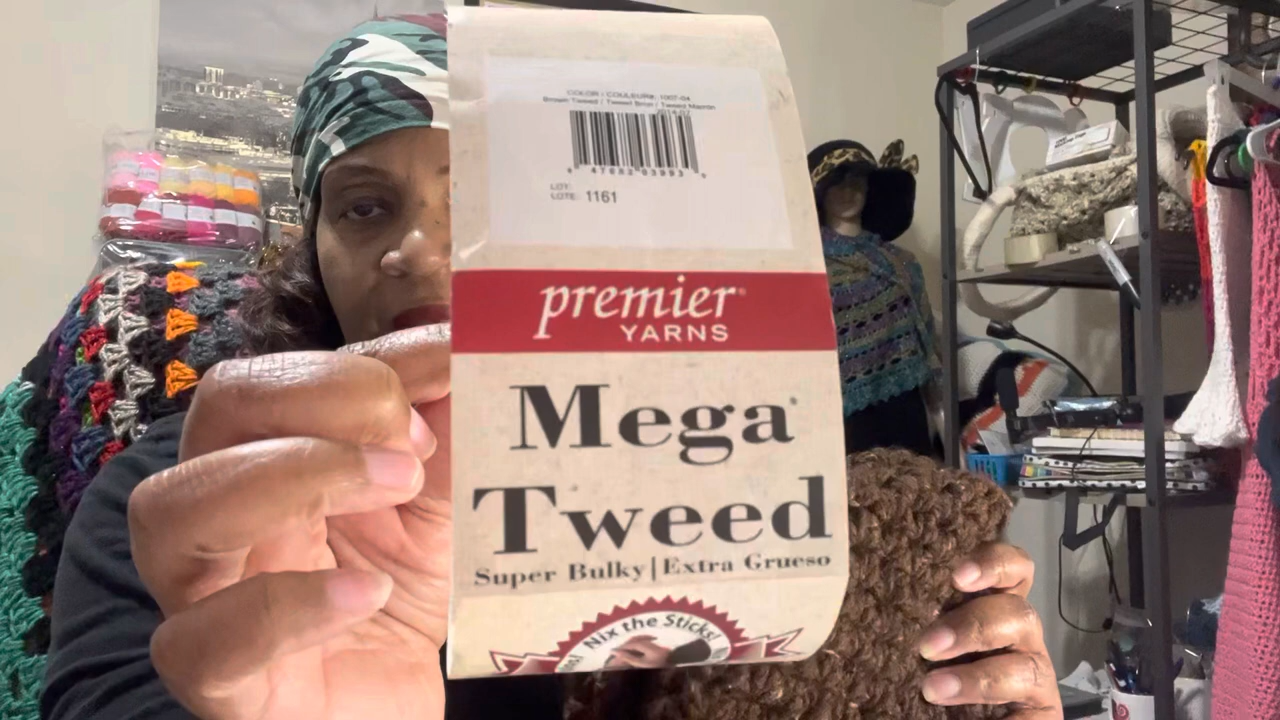 COLOR / COULEUR#: 1007-04
Brown Tweed / Tweed Brun / Tweed Marrón
LOT:
LOTE: 1161
premier®
YARNS
Mega
Tweed
Super Bulky|Extra Grueso
Nix the Sticks!